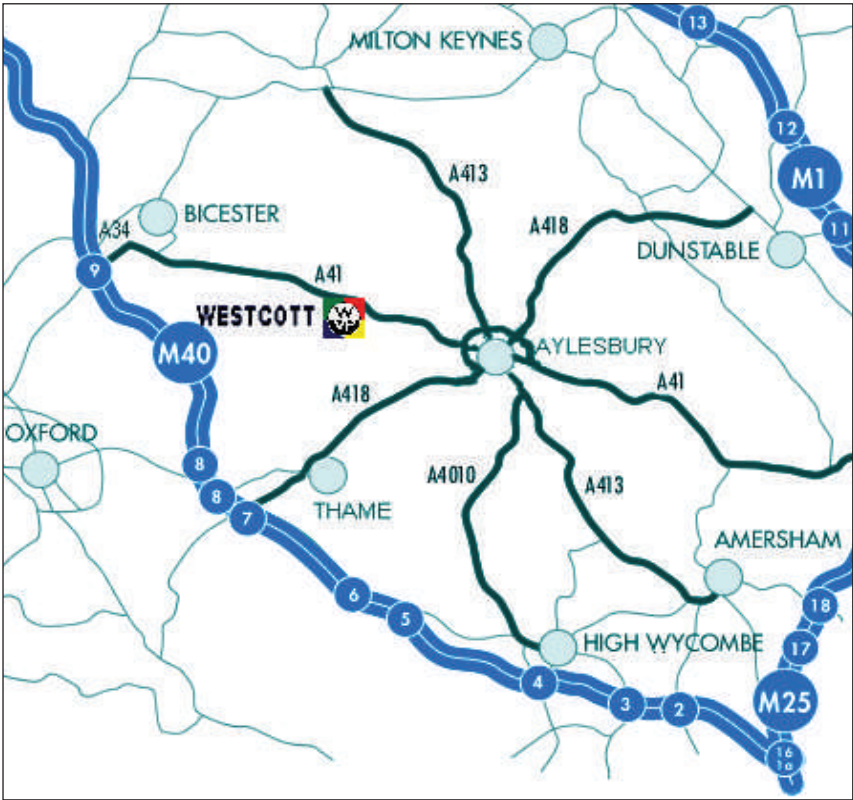 13
MILTON KEYNES
12
M1
A413
11
A418
BICESTER
DUNSTABLE
A34
9
A41
WESTCOTT
W
VP
AYLESBURY
M40
A41
A418
OXFORD
8
A4010
A413
8
THAME
7
AMERSHAM
6
18
5
HIGH WYCOMBE
17
4
M25
3
2
16